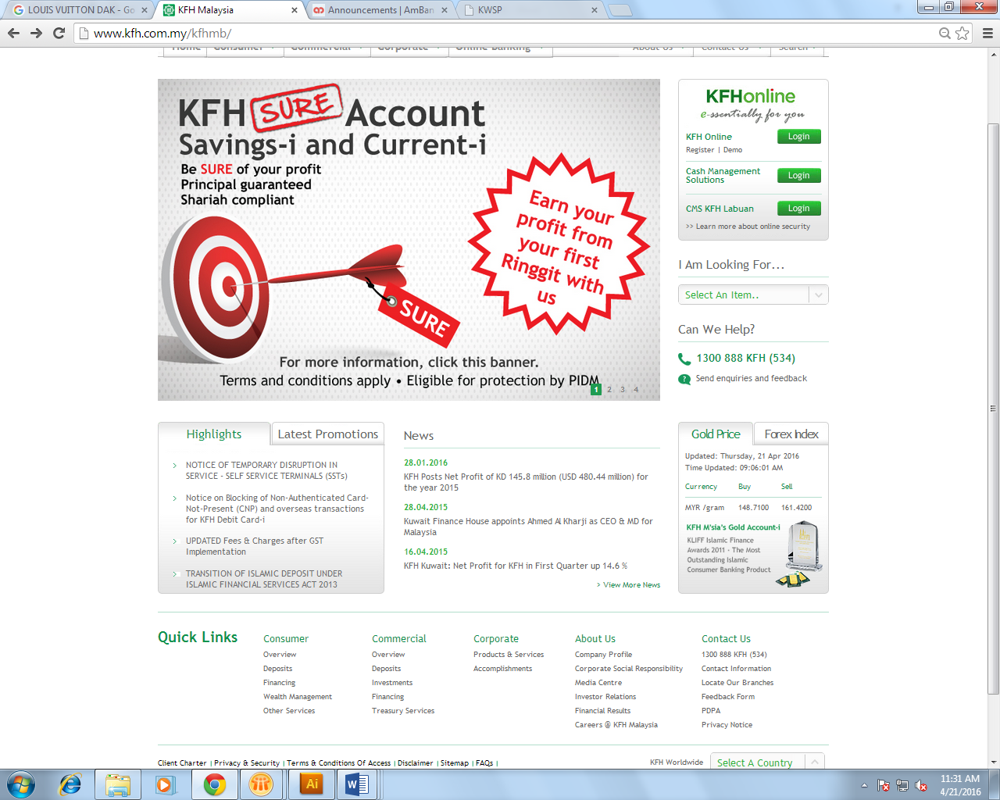 LOUIS VUITTON DAK - Go
KFH Malaysia
Announcements | AmBan
KWSP
www.kfh.com.my/kfhmb/
Home Consumer Commercial Corporate Online Banking About Us Contact Us Search
KFH SURE Account
Savings-i and Current-i
Be SURE of your profit
Principal guaranteed
Shariah compliant
Earn your
profit from
your first
Ringgit with
us
SURE
For more information, click this banner.
Terms and conditions apply • Eligible for protection by PIDM
1 2 3 4
KFHonline
e-ssentially for you
KFH Online Login
Register | Demo
Cash Management
Solutions
Login
CMS KFH Labuan Login
>> Learn more about online security
I Am Looking For...
Select An Item..
Can We Help?
1300 888 KFH (534)
Send enquiries and feedback
Highlights Latest Promotions
NOTICE OF TEMPORARY DISRUPTION IN
SERVICE - SELF SERVICE TERMINALS (SSTs)
Notice on Blocking of Non-Authenticated Card-
Not-Present (CNP) and overseas transactions
for KFH Debit Card-i
UPDATED Fees & Charges after GST
Implementation
TRANSITION OF ISLAMIC DEPOSIT UNDER
ISLAMIC FINANCIAL SERVICES ACT 2013
News
28.01.2016
KFH Posts Net Profit of KD 145.8 million (USD 480.44 million) for
the year 2015
28.04.2015
Kuwait Finance House appoints Ahmed Al Kharji as CEO & MD for
Malaysia
16.04.2015
KFH Kuwait: Net Profit for KFH in First Quarter up 14.6 %
> View More News
Gold Price Forex Index
Updated: Thursday, 21 Apr 2016
Time Updated: 09:06:01 AM
Currency Buy Sell
MYR /gram 148.7100 161.4200
KFH M'sia's Gold Account-i
KLIFF Islamic Finance
Awards 2011 - The Most
Outstanding Islamic
Consumer Banking Product
Quick Links
Consumer
Overview
Deposits
Financing
Wealth Management
Other Services
Commercial
Overview
Deposits
Investments
Financing
Treasury Services
Corporate
Products & Services
Accomplishments
About Us
Company Profile
Corporate Social Responsibility
Media Centre
Investor Relations
Financial Results
Careers @ KFH Malaysia
Contact Us
1300 888 KFH (534)
Contact Information
Locate Our Branches
Feedback Form
PDPA
Privacy Notice
Client Charter | Privacy & Security | Terms & Conditions Of Access | Disclaimer | Sitemap | FAQs |
KFH Worldwide
Select A Country
Ai
11:31 AM
4/21/2016